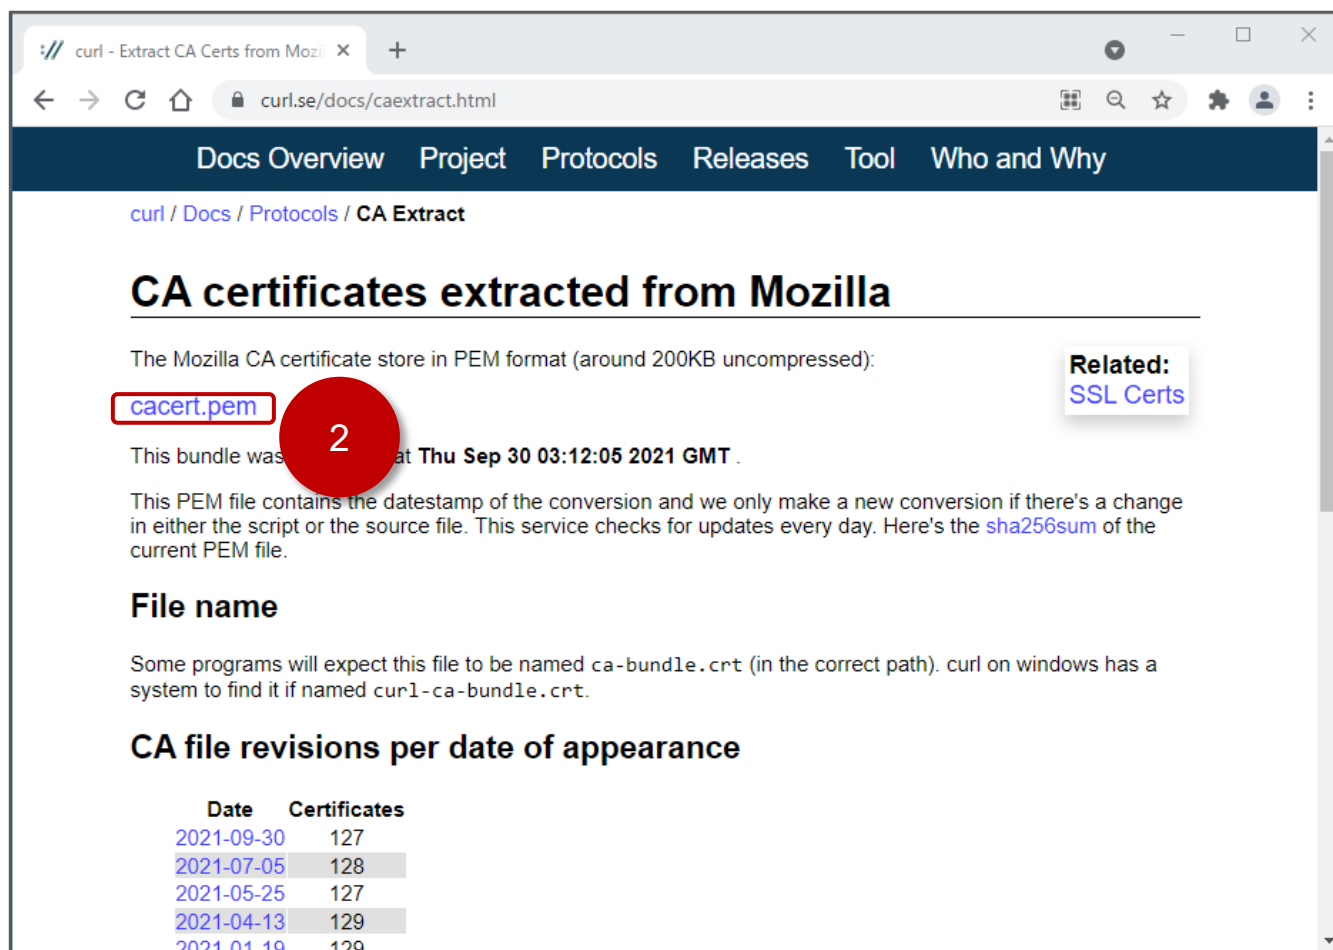 curl - Extract CA Certs from Mozil
curl.se/docs/caextract.html
Docs Overview Project Protocols Releases Tool Who and Why
curl / Docs / Protocols / CA Extract
CA certificates extracted from Mozilla
The Mozilla CA certificate store in PEM format (around 200KB uncompressed):
Related:
SSL Certs
cacert.pem
2
This bundle was at Thu Sep 30 03:12:05 2021 GMT .
This PEM file contains the datestamp of the conversion and we only make a new conversion if there's a change
in either the script or the source file. This service checks for updates every day. Here's the sha256sum of the
current PEM file.
File name
Some programs will expect this file to be named ca-bundle.crt (in the correct path). curl on windows has a
system to find it if named curl-ca-bundle.crt.
CA file revisions per date of appearance
Date Certificates
2021-09-30 127
2021-07-05 128
2021-05-25 127
2021-04-13 129
2021-01-19 129